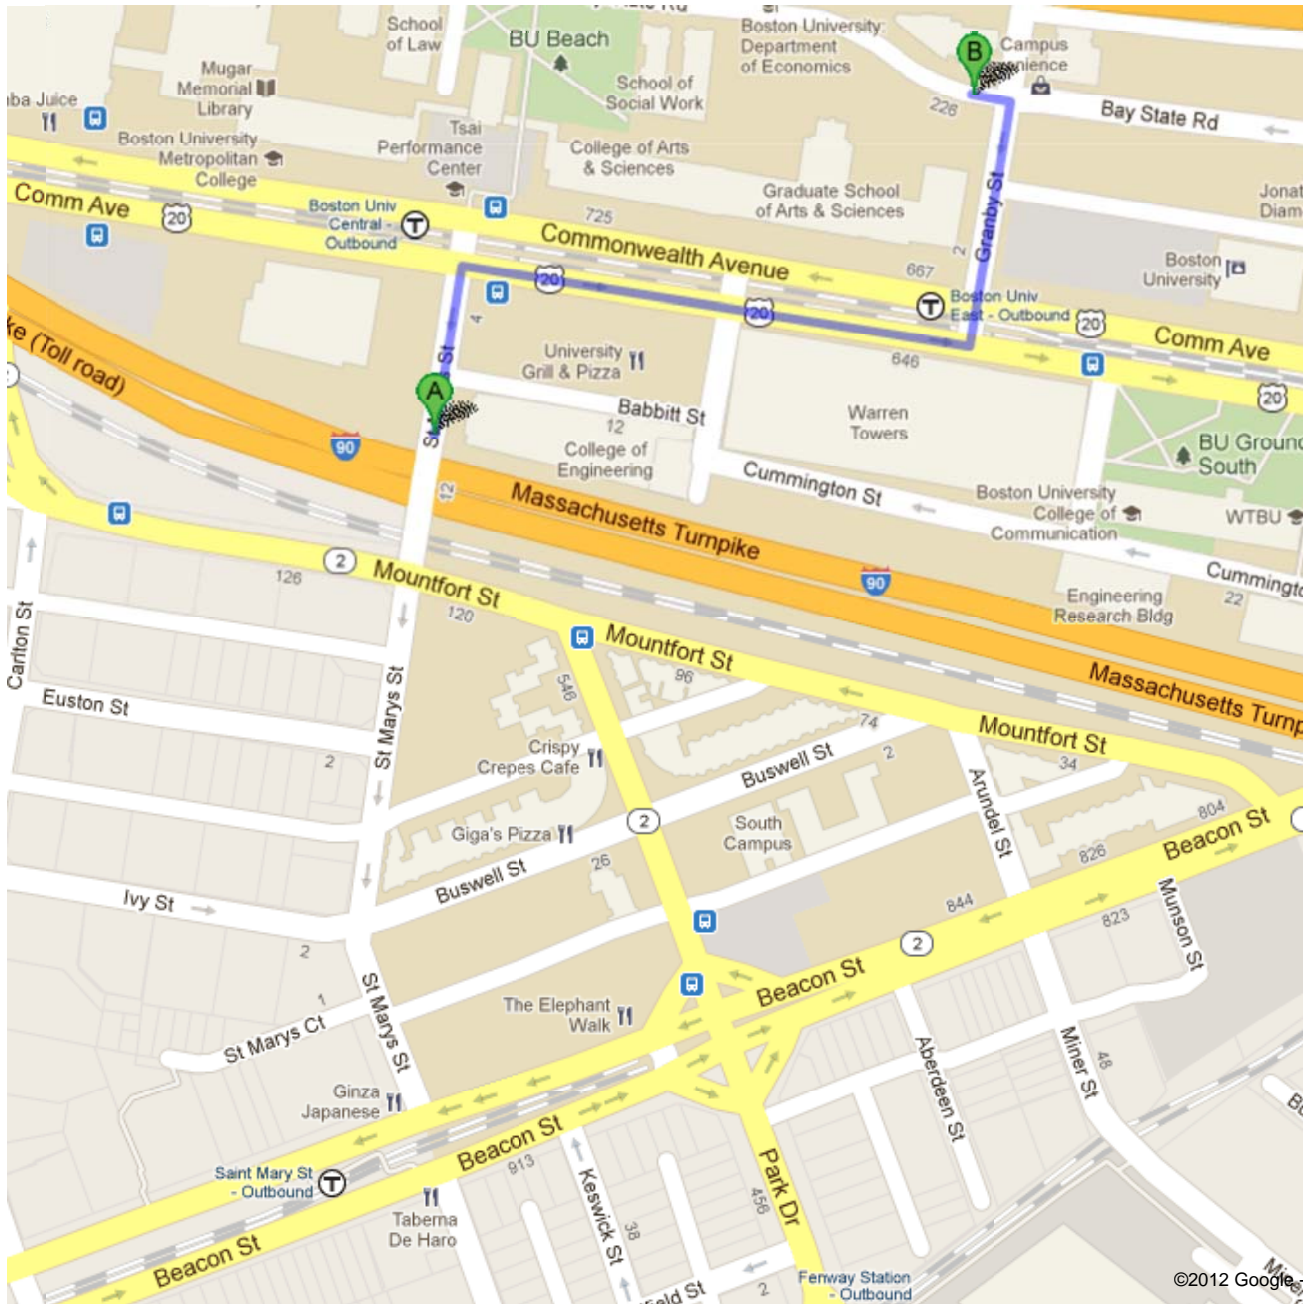 School
of Law
BU Beach
Boston University:
Department
of Economics
B
Campus
Mugar
Memorial
Library
School of
Social Work
226
Bay State Rd
Boston University
Metropolitan
College
Tsai
Performance
Center
College of Arts
& Sciences
Graduate School
of Arts & Sciences
Granby St
2
Comm Ave
20
Boston Univ
Central -
Outbound
T
725
Commonwealth Avenue
667
Boston
University
20
20
T
Boston Univ
East - Outbound
20
Comm Ave
4
University
Grill & Pizza
646
20
A
Babbitt St
12
Warren
Towers
90
College of
Engineering
BU Ground
South
12
Massachusetts Turnpike
Cummington St
Boston University
College of
Communication
WTBU
2
Mountfort St
126
120
90
Engineering
Research Bldg
22
Carlton St
Mountfort St
96
Massachusetts Turnp
Euston St
2
St Marys St
546
Crispy
Crepes Cafe
74
Mountfort St
34
Buswell St
2
Giga's Pizza
2
South
Campus
Arundel St
804
826
Beacon St
Ivy St
2
Buswell St
26
844
823
Munson St
2
St Marys St
1
St Marys Ct
The Elephant
Walk
Beacon St
Aberdeen St
Miner St
48
Ginza
Japanese
Beacon St
913
Saint Mary St
- Outbound
T
Taberna
De Haro
Keswick St
38
Park Dr
456
2
Beacon St
Fenway Station
- Outbound
©2012 Google -